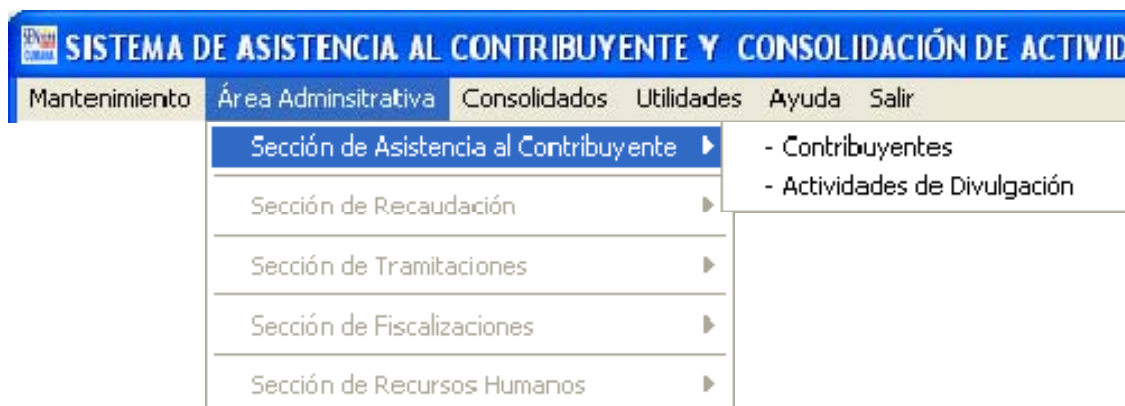 SISTEMA DE ASISTENCIA AL CONTRIBUYENTE Y CONSOLIDACIÓN DE ACTIVID
Mantenimiento Área Adminsitrativa Consolidados Utilidades Ayuda Salir
Sección de Asistencia al Contribuyente
- Contribuyentes
- Actividades de Divulgación
Sección de Recaudación
Sección de Tramitaciones
Sección de Fiscalizaciones
Sección de Recursos Humanos